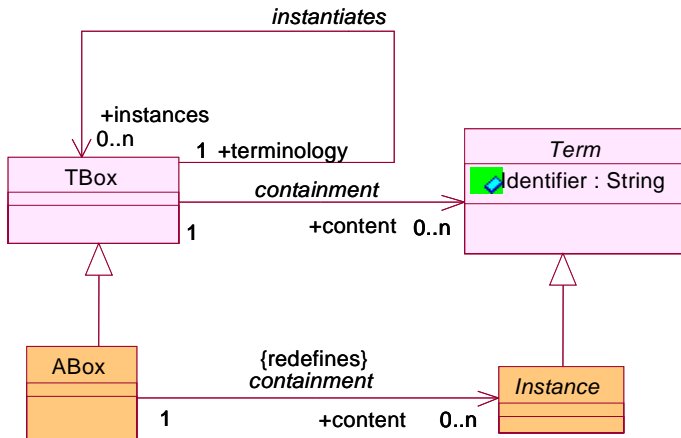 instantiates
+instances
0..n
1 +terminology
TBox
Term
Identifier : String
containment
1
+content 0..n
ABox
{redefines}
containment
Instance
1
+content 0..n